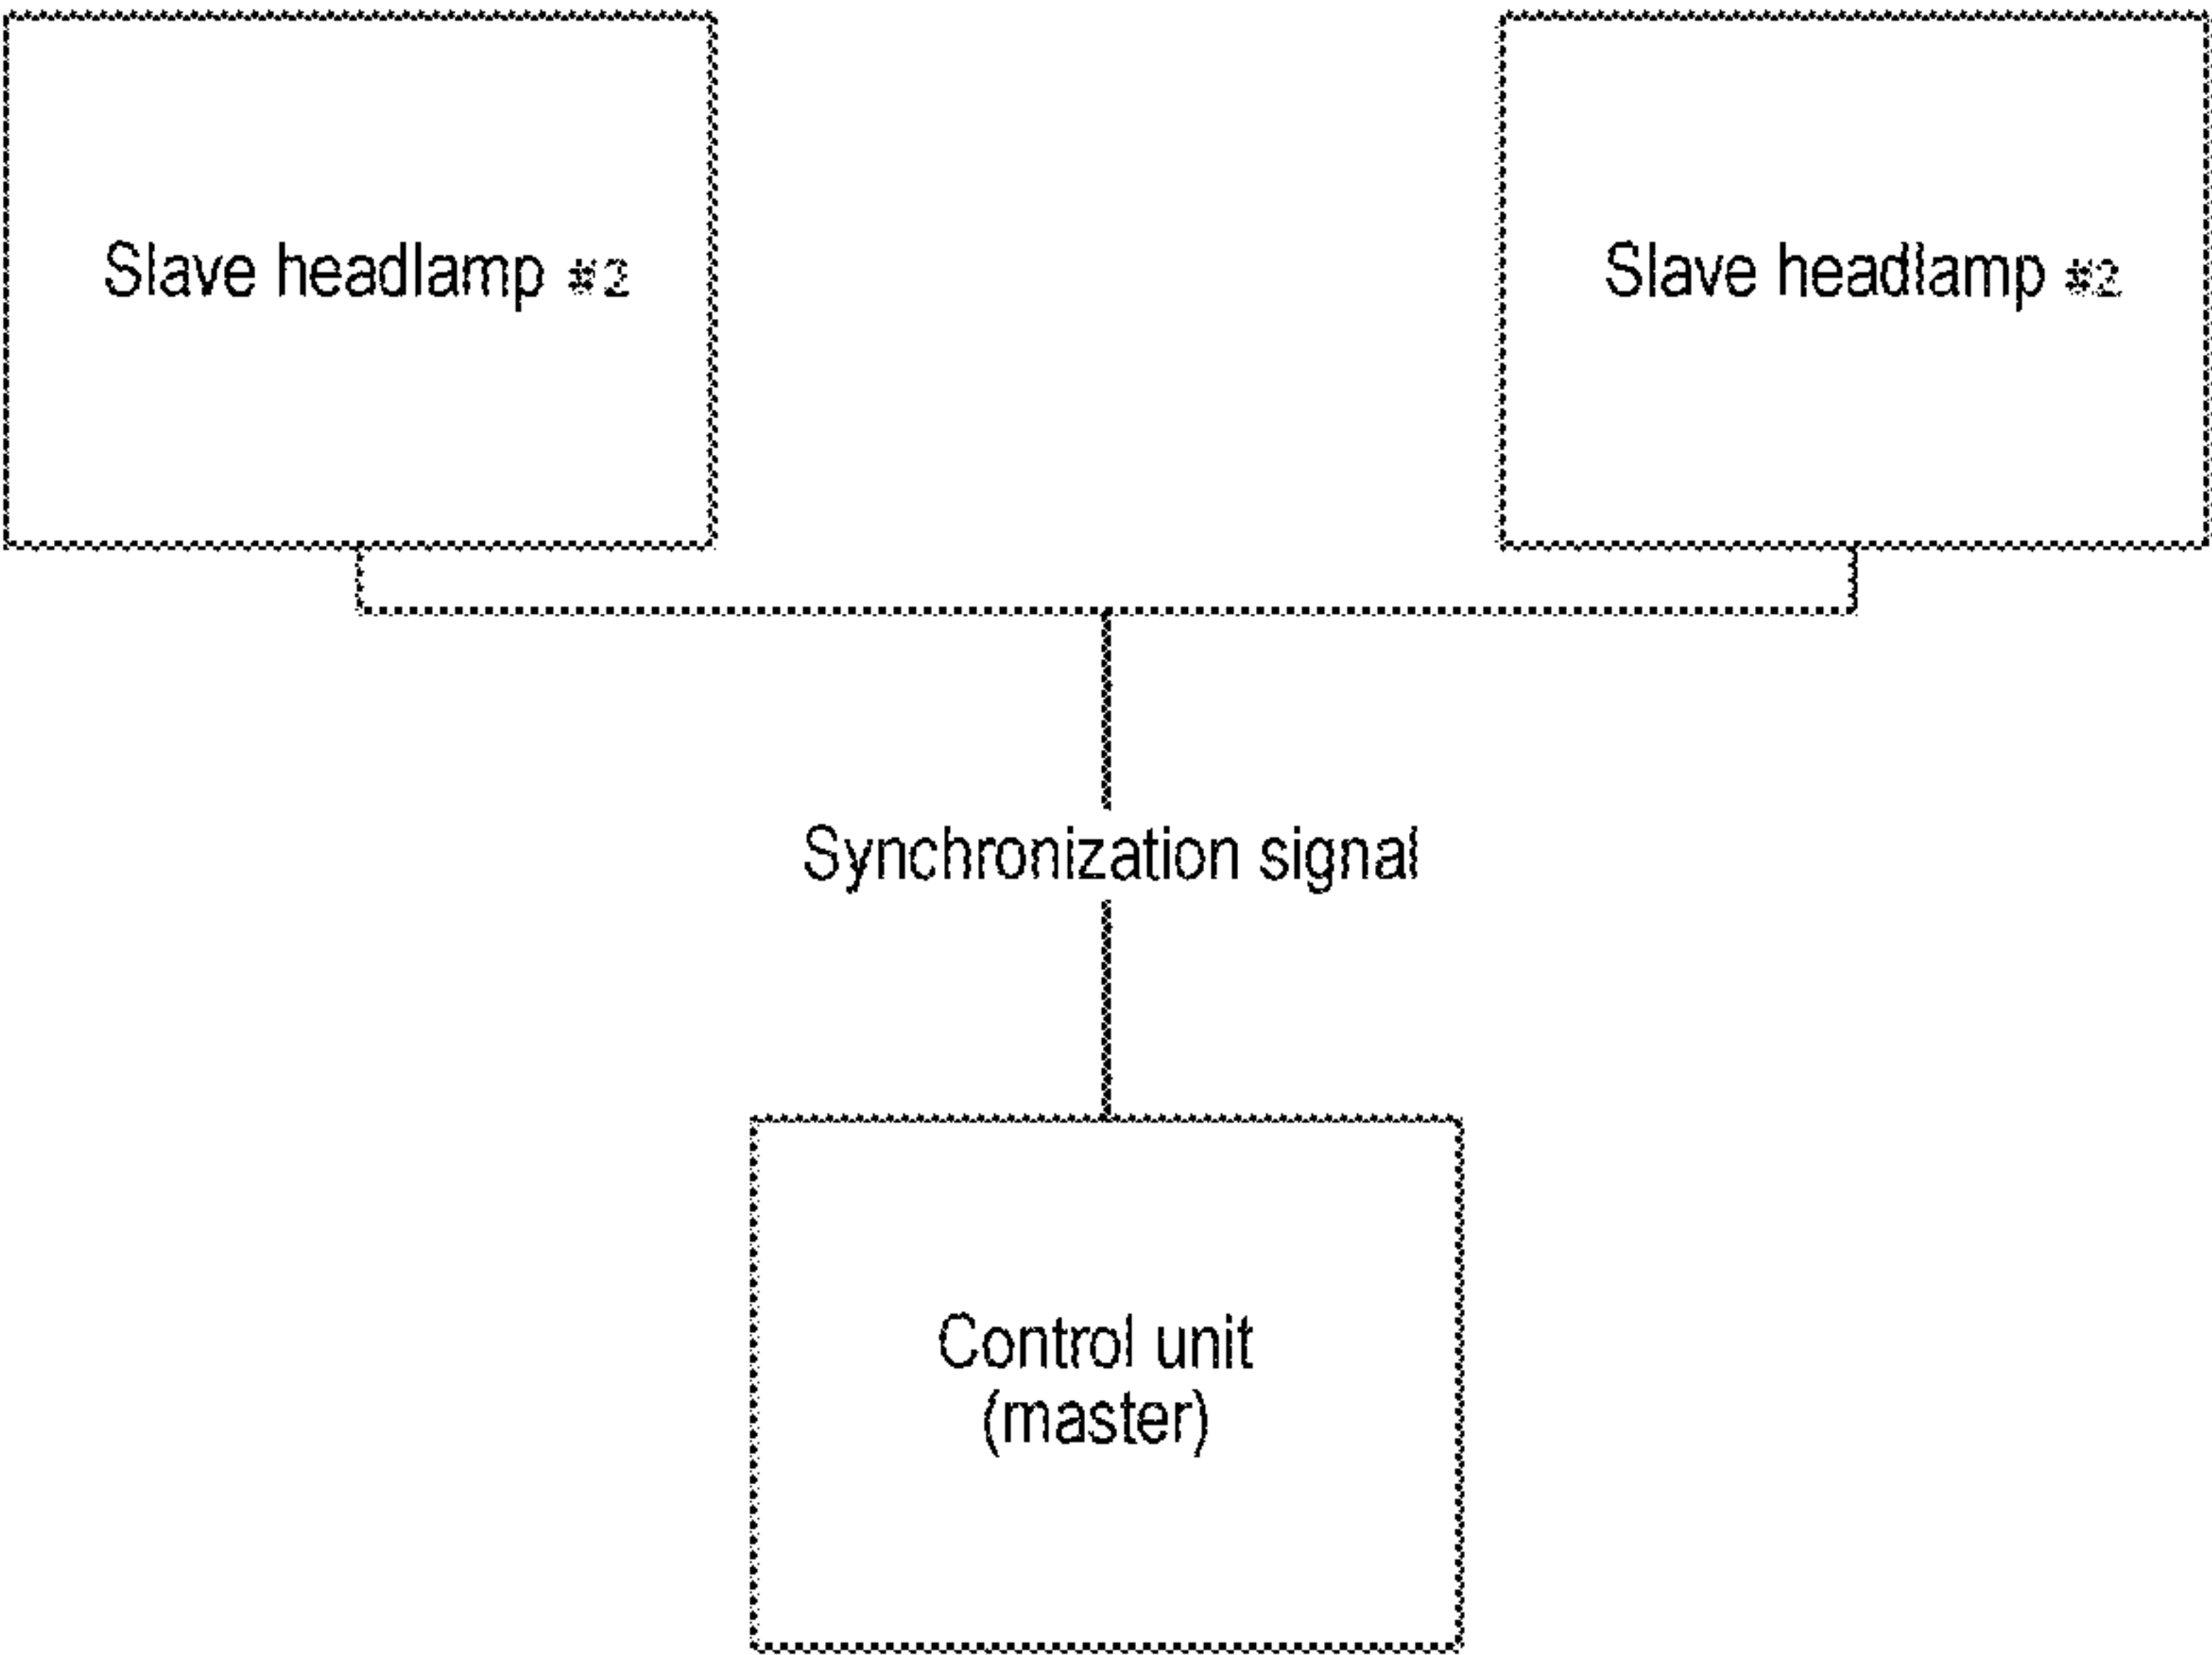 Slave headlamp #2
Slave headlamp #2
Synchronization signal
Control unit
(master)